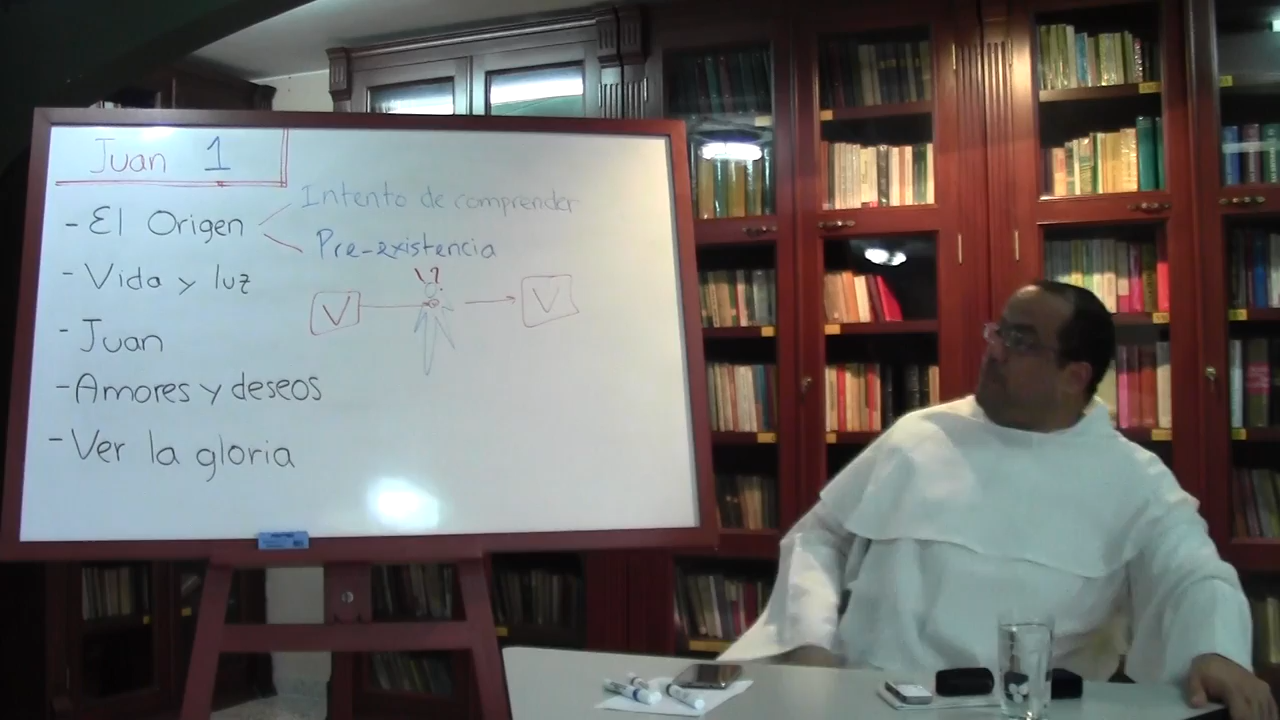 Juan 1
- El Origen
Intento de comprender
Pre-existencia
- Vida y luz
V?
V
V
- Juan
- Amores y deseos
- Ver la gloria